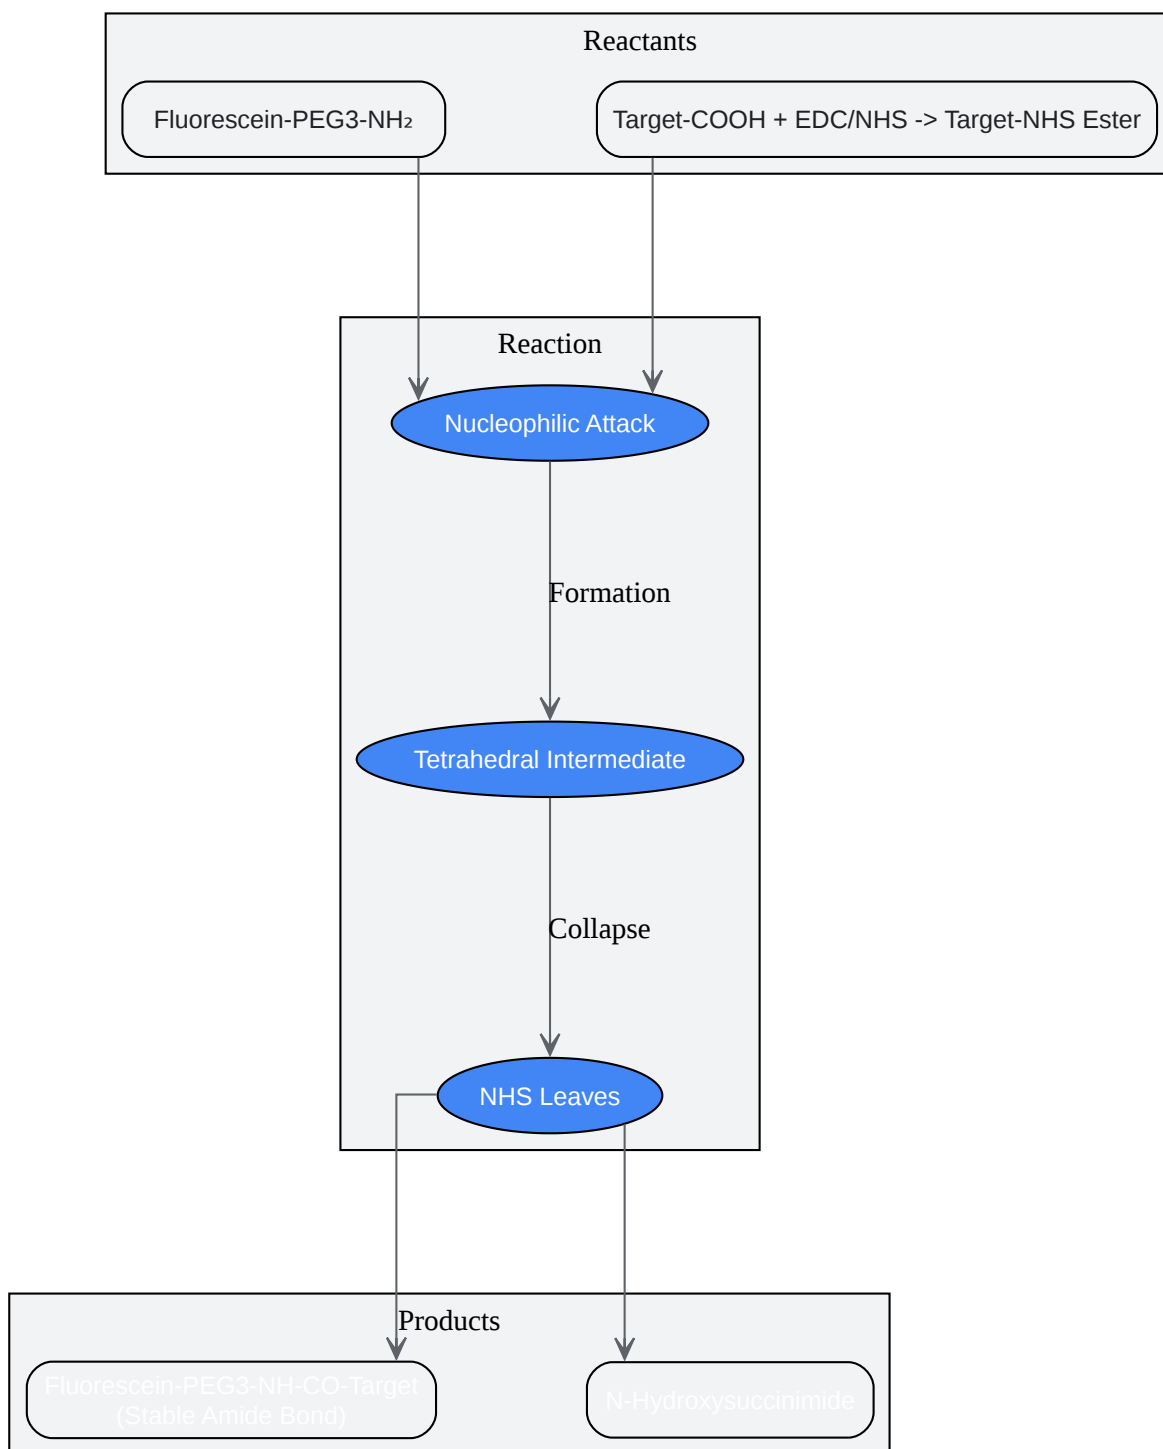 Reactants
Fluorescein-PEG3-NH₂
Target-COOH + EDC/NHS -> Target-NHS Ester
Reaction
Nucleophilic Attack
Formation
Tetrahedral Intermediate
Collapse
NHS Leaves
Products
Fluorescein-PEG3-NH-CO-Target
(Stable Amide Bond)
N-Hydroxysuccinimide